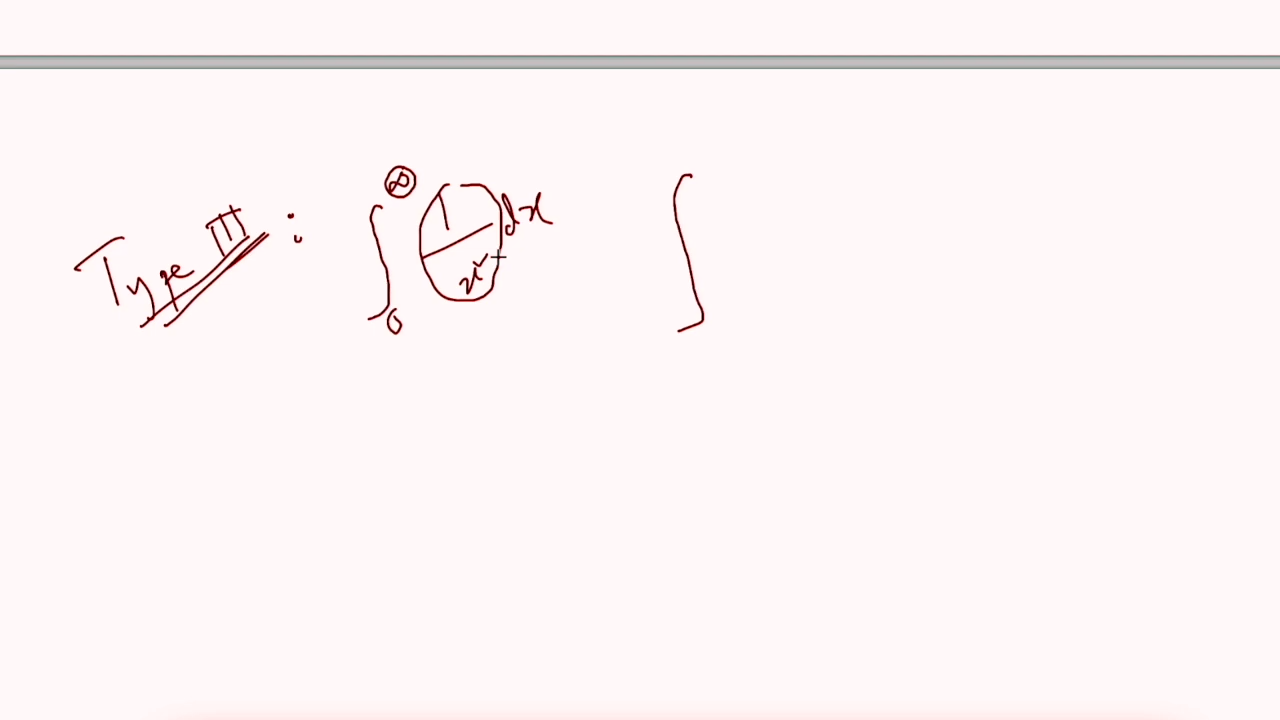 Type III : ∫₀^∞ 1/x² dx ∫